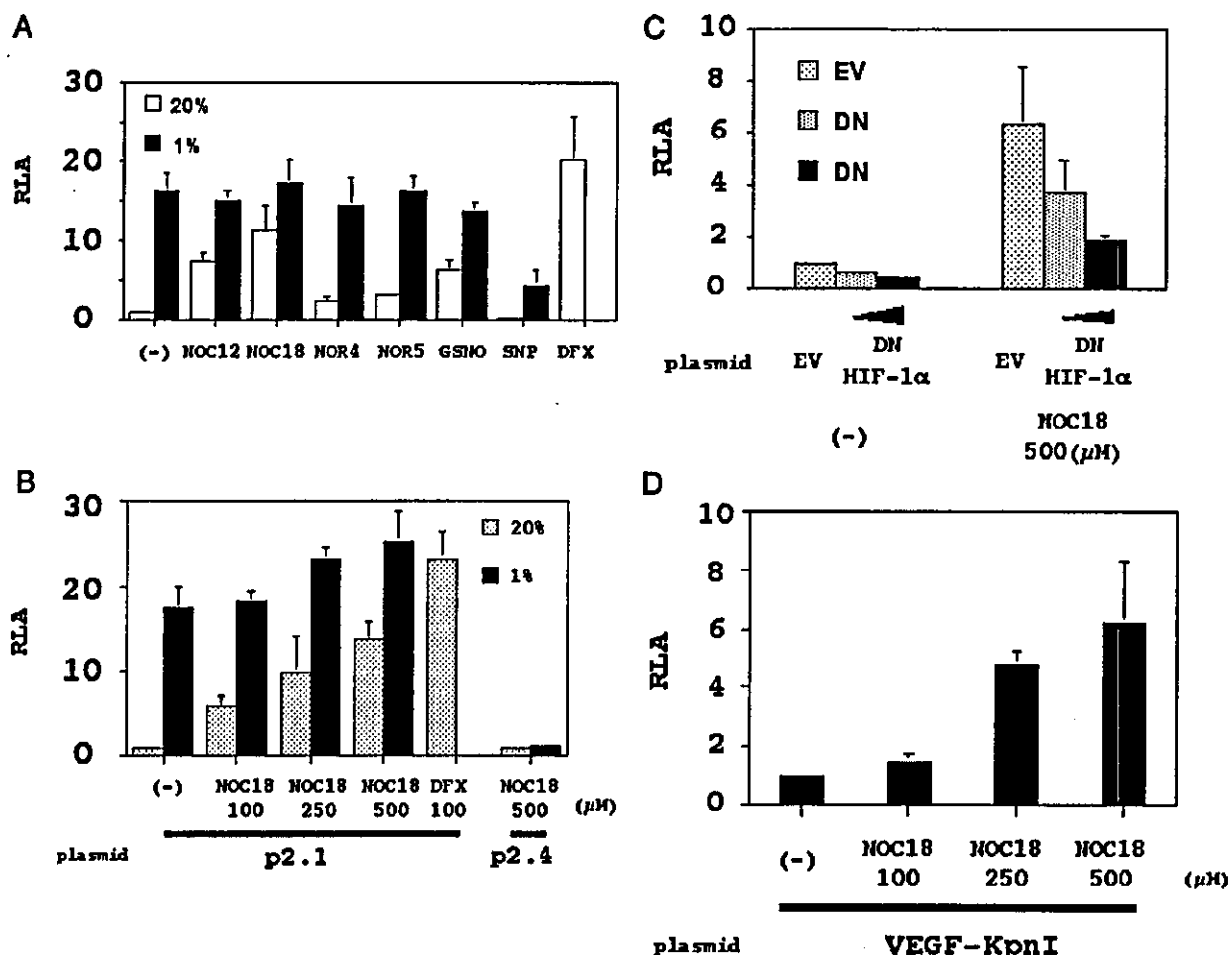 A
30
20
10
0
RLA
20%
1%
(-) NOC12 NOC18 NOR4 NOR5 GSNO SNP DFX
B
30
20
10
0
RLA
20%
1%
(-) NOC18 NOC18 NOC18 DFX NOC18
100 250 500 100 500 (μM)
plasmid p2.1 p2.4
C
10
8
6
4
2
0
RLA
EV
DN
DN
plasmid EV DN HIF-1α EV DN HIF-1α
(-) NOC18
500(μM)
D
10
8
6
4
2
0
RLA
(-) NOC18 NOC18 NOC18
100 250 500 (μM)
plasmid VEGF-KpnI